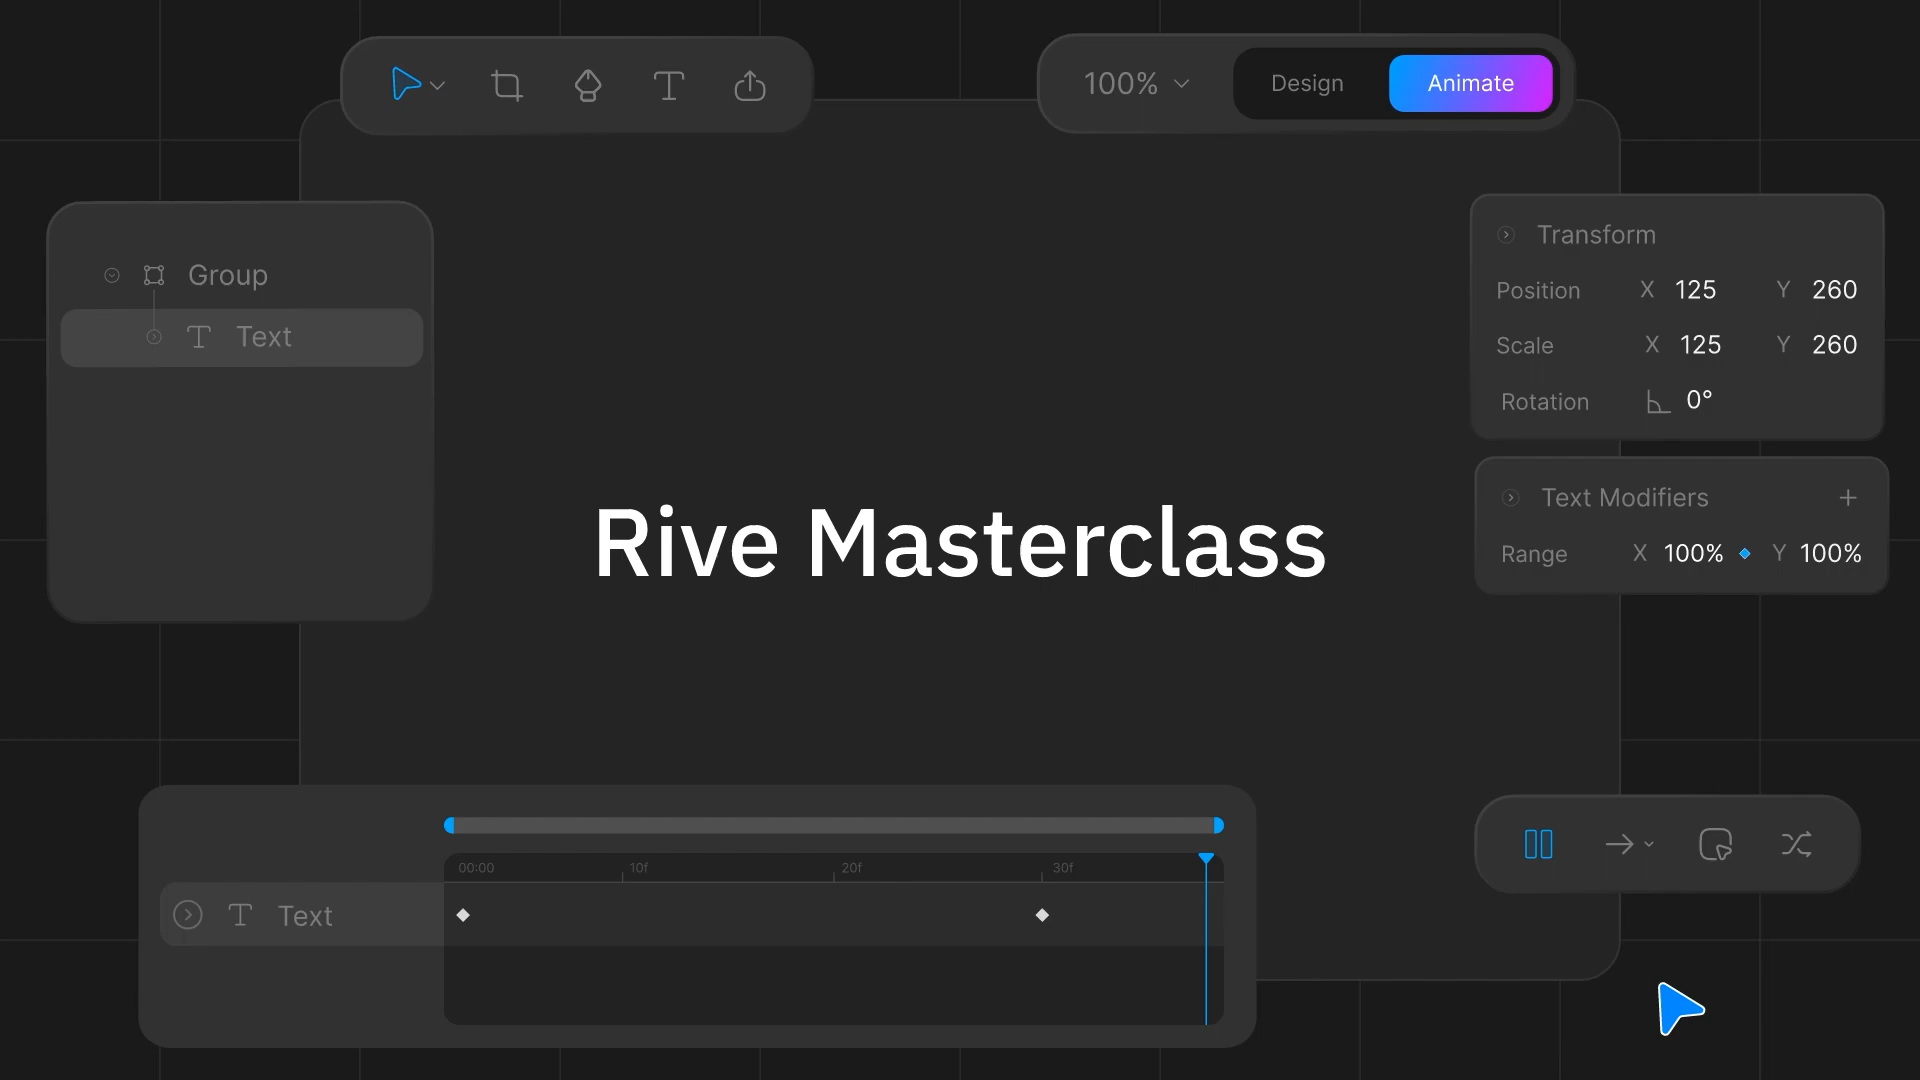 100%
Design
Animate
Group
Text
Transform
Position X 125 Y 260
Scale X 125 Y 260
Rotation 0°
Text Modifiers
Range X 100% Y 100%
Rive Masterclass
00:00 10f 20f 30f
Text